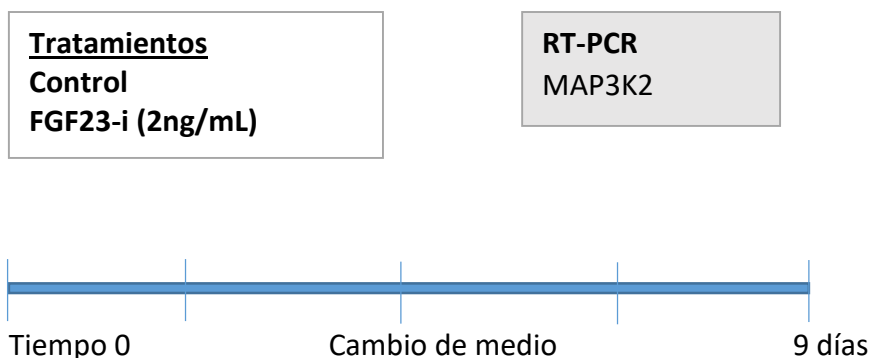 Tratamientos
Control
FGF23-i (2ng/mL)
RT-PCR
MAP3K2
Tiempo 0 Cambio de medio 9 días